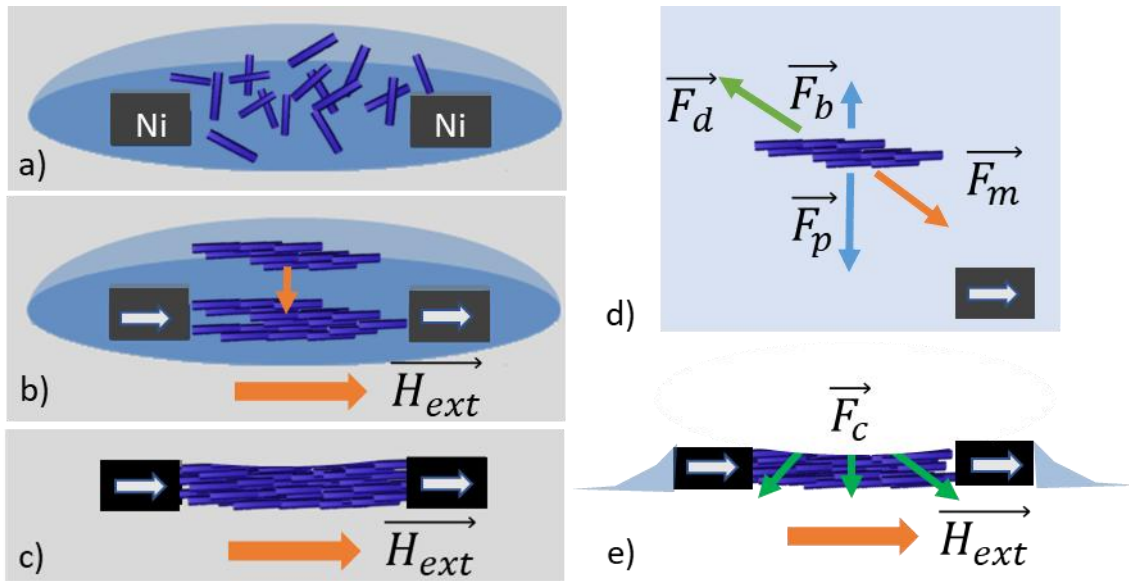 Ni
Ni
a)
b)
H_ext
c)
H_ext
F_d
F_b
F_p
F_m
d)
F_c
H_ext
e)